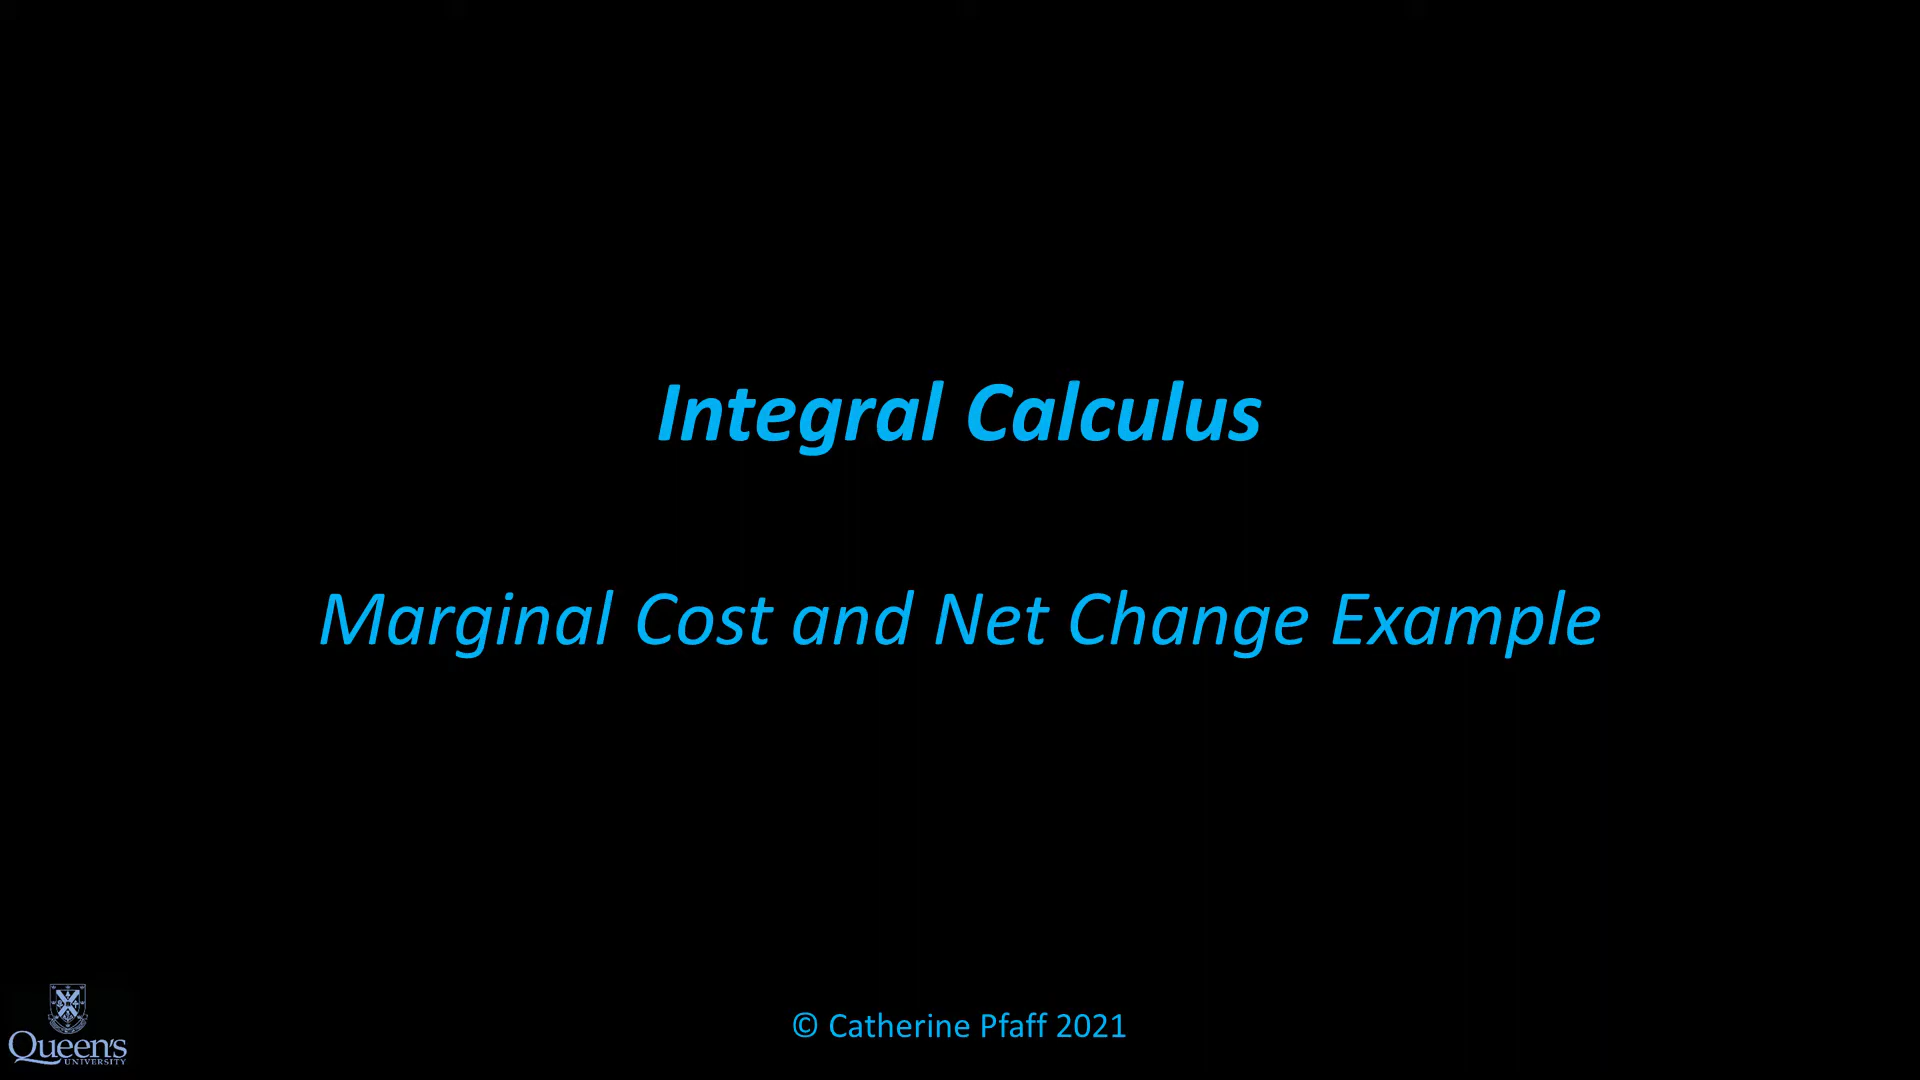 Integral Calculus
Marginal Cost and Net Change Example
© Catherine Pfaff 2021
Queen's
UNIVERSITY